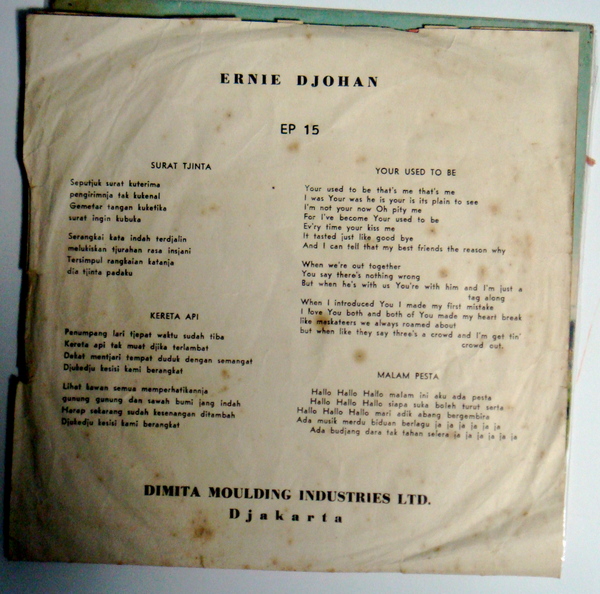 ERNIE DJOHAN
EP 15
SURAT TJINTA
Seputjuk surat kuterima
pengirimnja tak kukenal
Gemetar tangan kuketika
surat ingin kubuka
Serangkai kata indah terdjalin
melukiskan tjurahan rasa insjani
Tersimpul rangkaian katanja
dia tjinta padaku
KERETA API
Penumpang lari tjepat waktu sudah tiba
Kereta api tak muat djika terlambat
Dakat mentjari tempat duduk dengan semangat
Djukedju kesisi kami berangkat
Lihat kawan semua memperhatikannja
gunung gunung dan sawah bumi jang indah
Harap sekarang sudah kesenangan ditambah
Djukedju kesisi kami berangkat
YOUR USED TO BE
Your used to be that's me that's me
I was Your was he is your is its plain to see
I'm not your now Oh pity me
For I've become Your used to be
Ev'ry time your kiss me
It tasted just like good bye
And I can tell that my best friends the reason why
When we're out together
You say there's nothing wrong
But when he's with us You're with him and I'm just a
tag along
When I introduced You I made my first mistake
I love You both and both of You made my heart break
like meskateers we always roamed about
but when like they say three's a crowd and I'm get tin'
crowd out.
MALAM PESTA
Hallo Hallo Hallo malam ini aku ada pesta
Hallo Hallo Hallo siapa suka boleh turut serta
Hallo Hallo Hallo mari adik abang bergembira
Ada musik merdu biduan berlagu ja ja ja ja ja ja
Ada budjang dara tak tahan selera ja ja ja ja ja ja
DIMITA MOULDING INDUSTRIES LTD.
Djakarta